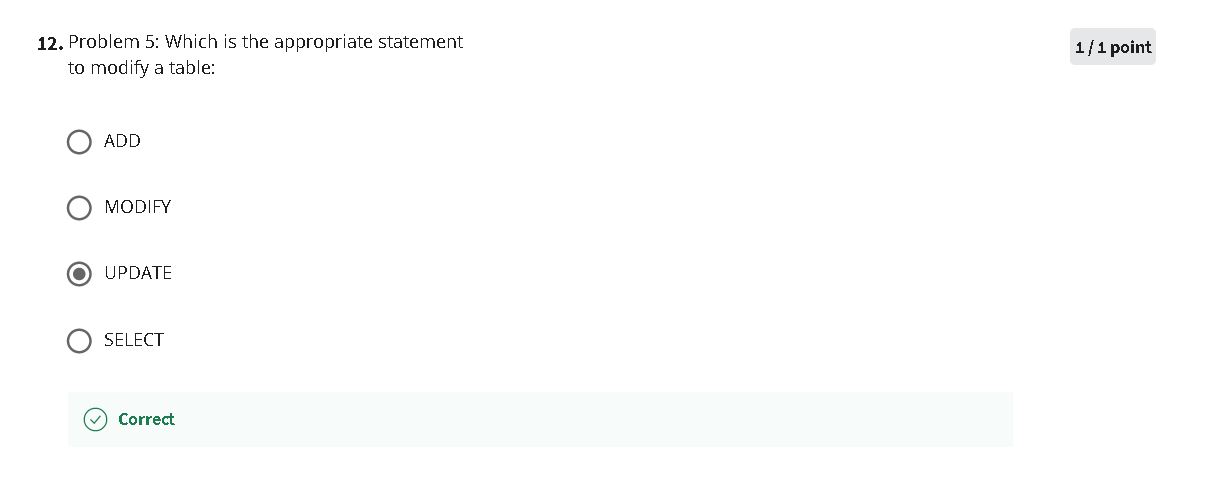 12. Problem 5: Which is the appropriate statement
to modify a table:
1 / 1 point
ADD
MODIFY
UPDATE
SELECT
Correct